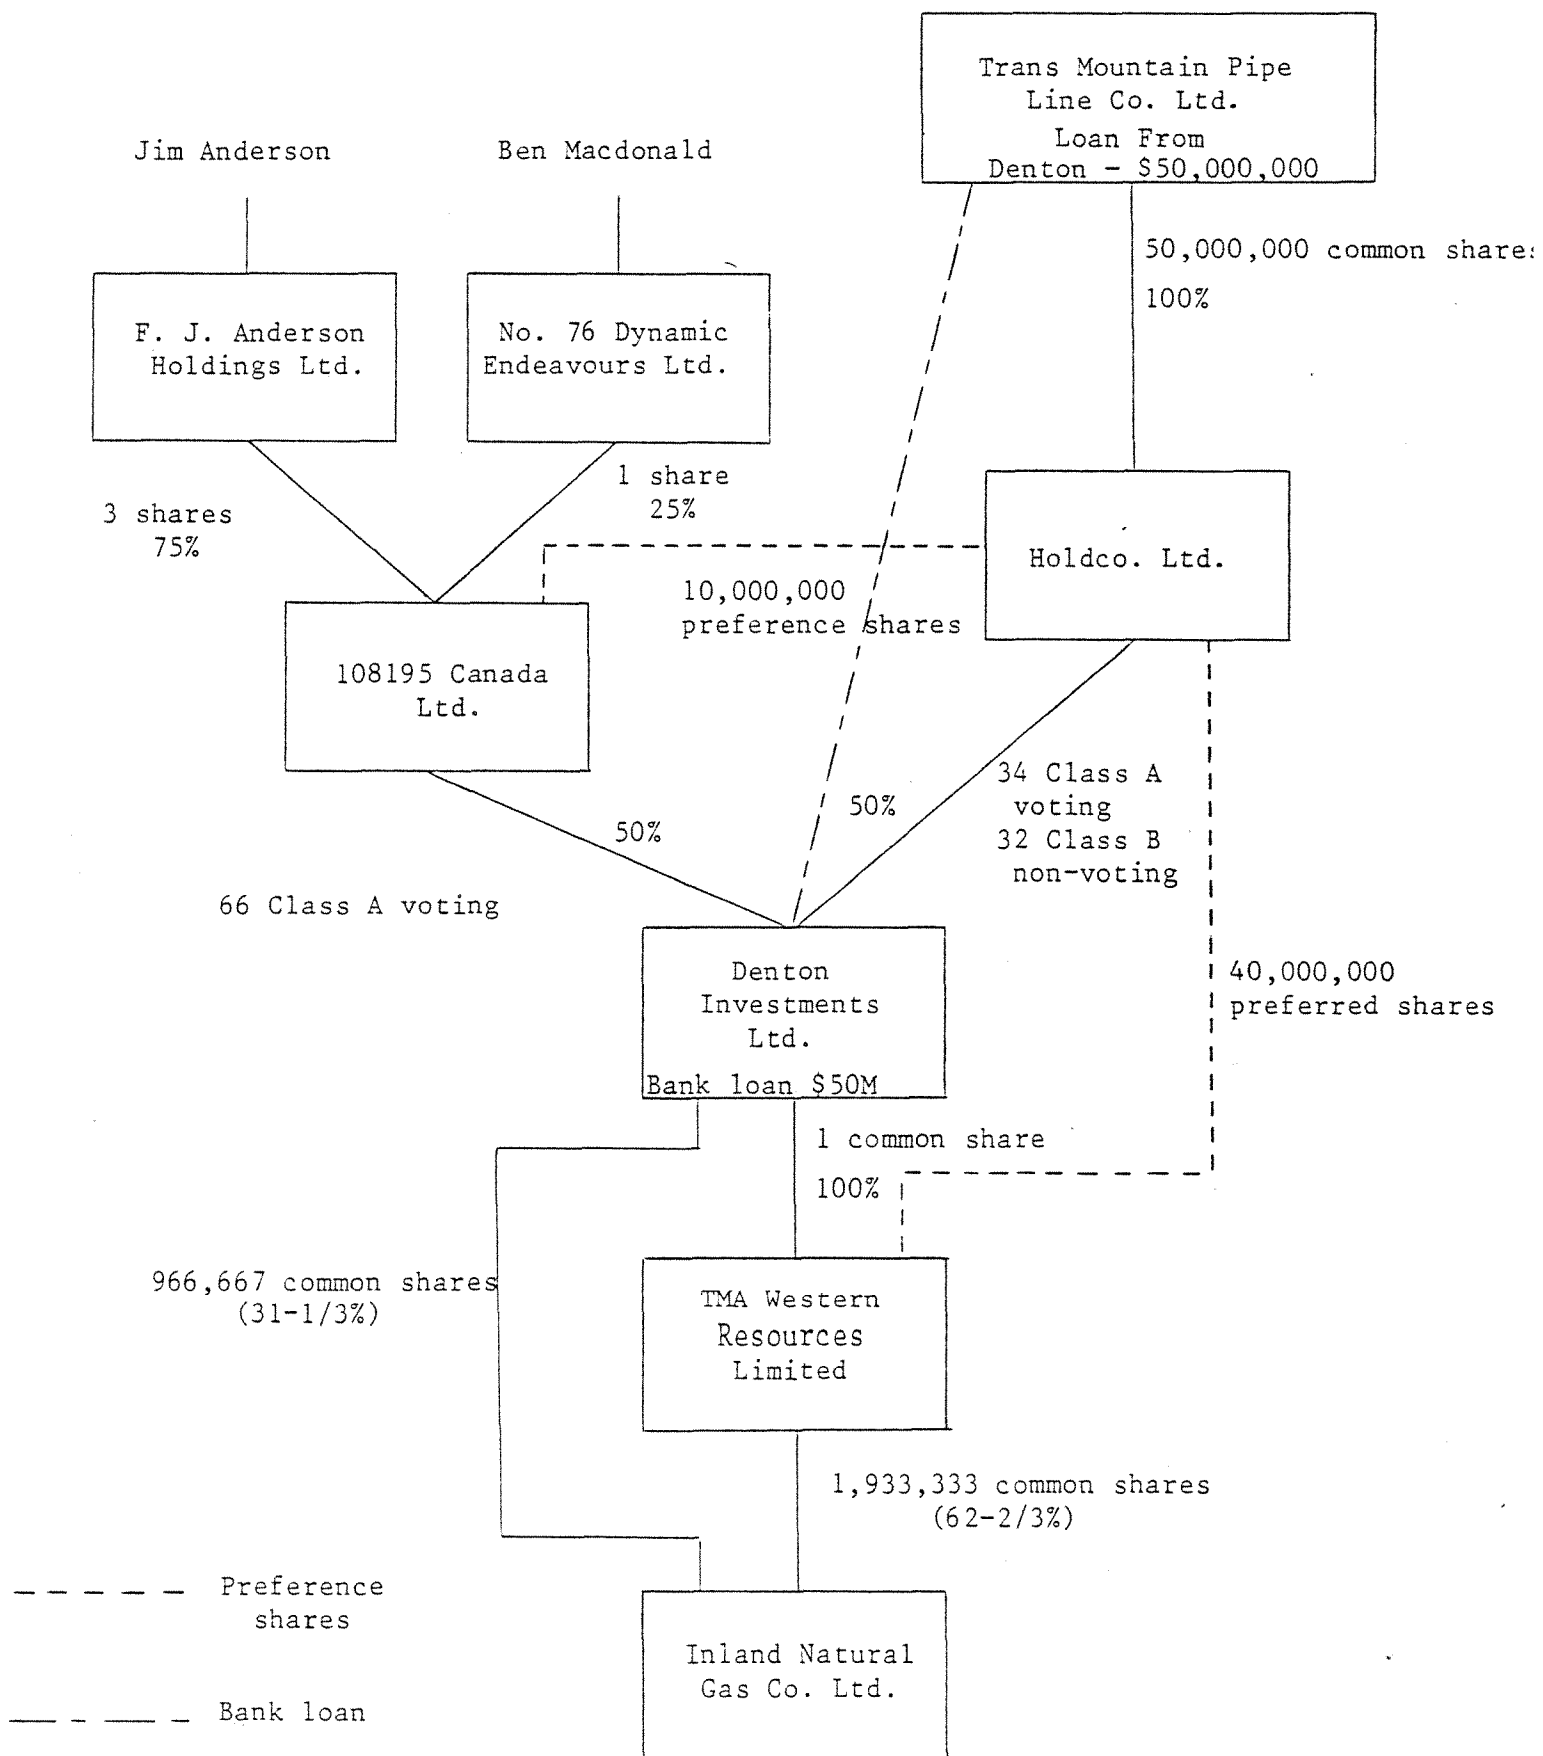 Trans Mountain Pipe
Line Co. Ltd.
Loan From
Denton - $50,000,000
Jim Anderson
Ben Macdonald
50,000,000 common shares
100%
F. J. Anderson
Holdings Ltd.
No. 76 Dynamic
Endeavours Ltd.
3 shares
75%
1 share
25%
Holdco. Ltd.
10,000,000
preference shares
108195 Canada
Ltd.
34 Class A
voting
32 Class B
non-voting
50%
50%
66 Class A voting
Denton
Investments
Ltd.
Bank loan $50M
40,000,000
preferred shares
1 common share
100%
966,667 common shares
(31-1/3%)
TMA Western
Resources
Limited
1,933,333 common shares
(62-2/3%)
Preference
shares
Inland Natural
Gas Co. Ltd.
Bank loan